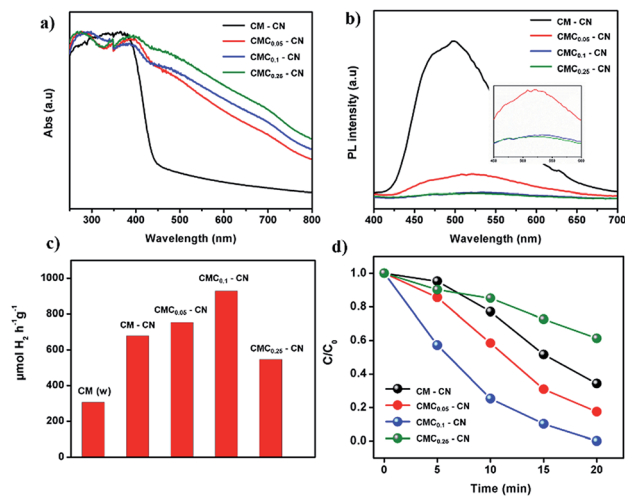 a)
CM - CN
CMC0.05 - CN
CMC0.1 - CN
CMC0.25 - CN
Abs (a.u)
300 400 500 600 700 800
Wavelength (nm)
b)
CM - CN
CMC0.05 - CN
CMC0.1 - CN
CMC0.25 - CN
PL intensity (a.u)
400 450 500 550 600
400 450 500 550 600 650 700
Wavelength (nm)
c)
μmol H2 h-1g-1
1000
800
600
400
200
0
CM (w)
CM - CN
CMC0.05 - CN
CMC0.1 - CN
CMC0.25 - CN
d)
C/C0
1.0
0.8
0.6
0.4
0.2
0.0
CM - CN
CMC0.05 - CN
CMC0.1 - CN
CMC0.25 - CN
0 5 10 15 20
Time (min)